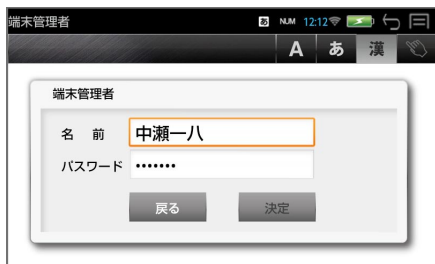 端末管理者
あ NUM 12:12
A あ 漢
端末管理者
名 前 中瀬一八
パスワード •••••••
戻る 決定